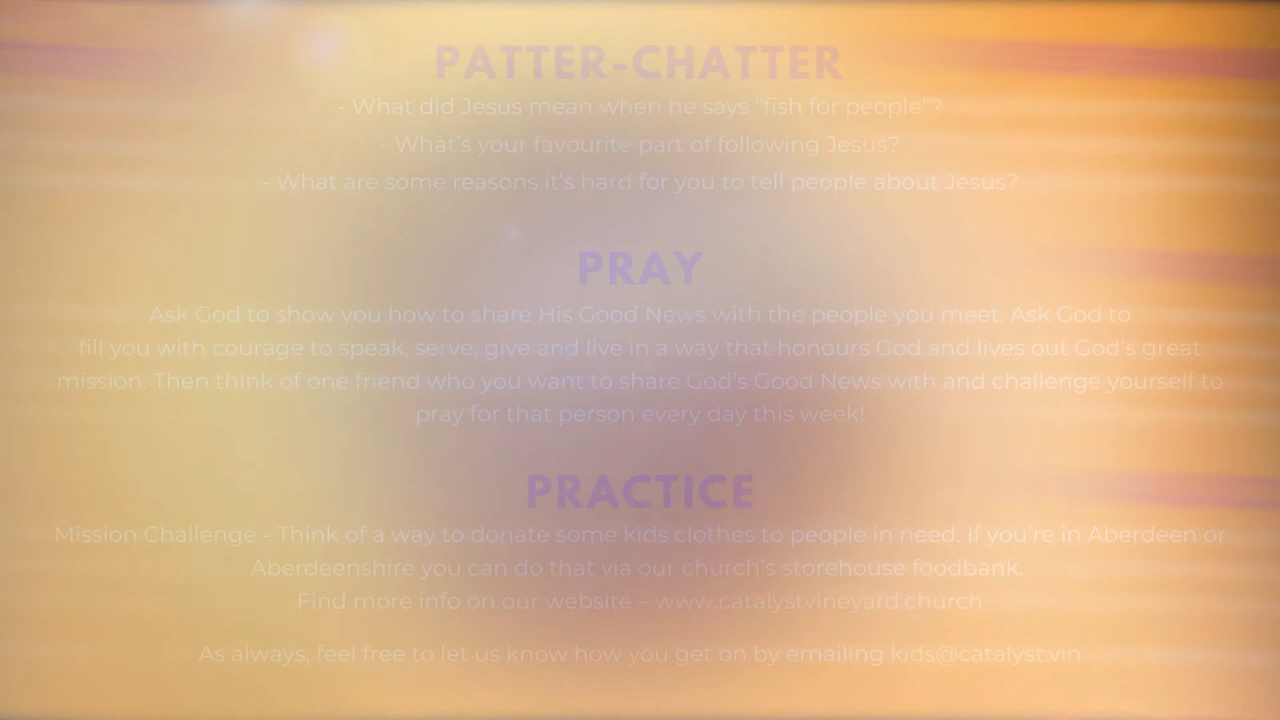 PATTER-CHATTER
- What did Jesus mean when he says "fish for people"?
- What's your favourite part of following Jesus?
- What are some reasons it's hard for you to tell people about Jesus?
PRAY
Ask God to show you how to share His Good News with the people you meet. Ask God to
fill you with courage to speak, serve, give and live in a way that honours God and lives out God's great
mission. Then think of one friend who you want to share God's Good News with and challenge yourself to
pray for that person every day this week!
PRACTICE
Mission Challenge - Think of a way to donate some kids clothes to people in need. If you're in Aberdeen or
Aberdeenshire you can do that via our church's storehouse foodbank.
Find more info on our website – www.catalystvineyard.church
As always, feel free to let us know how you get on by emailing kids@catalyst.vin